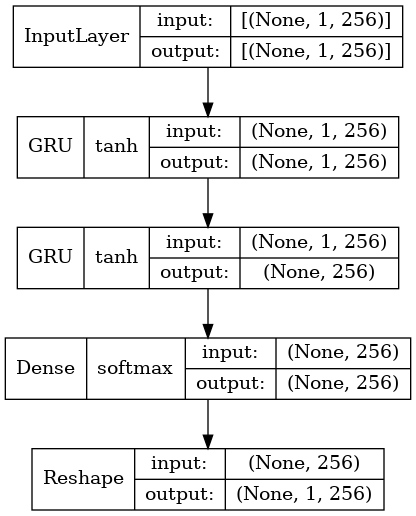 InputLayer input: [(None, 1, 256)]
output: [(None, 1, 256)]
GRU tanh input: (None, 1, 256)
output: (None, 1, 256)
GRU tanh input: (None, 1, 256)
output: (None, 256)
Dense softmax input: (None, 256)
output: (None, 256)
Reshape input: (None, 256)
output: (None, 1, 256)